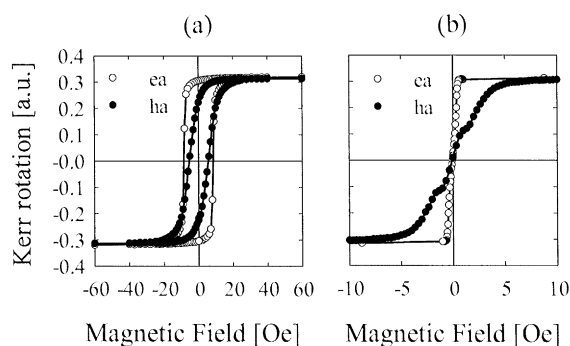 (a) (b)
Kerr rotation [a.u.]
0.4
0.3
0.2
0.1
-0.0
-0.1
-0.2
-0.3
-0.4
ea
ha
ea
ha
-60 -40 -20 0 20 40 60
-10 -5 0 5 10
Magnetic Field [Oe] Magnetic Field [Oe]